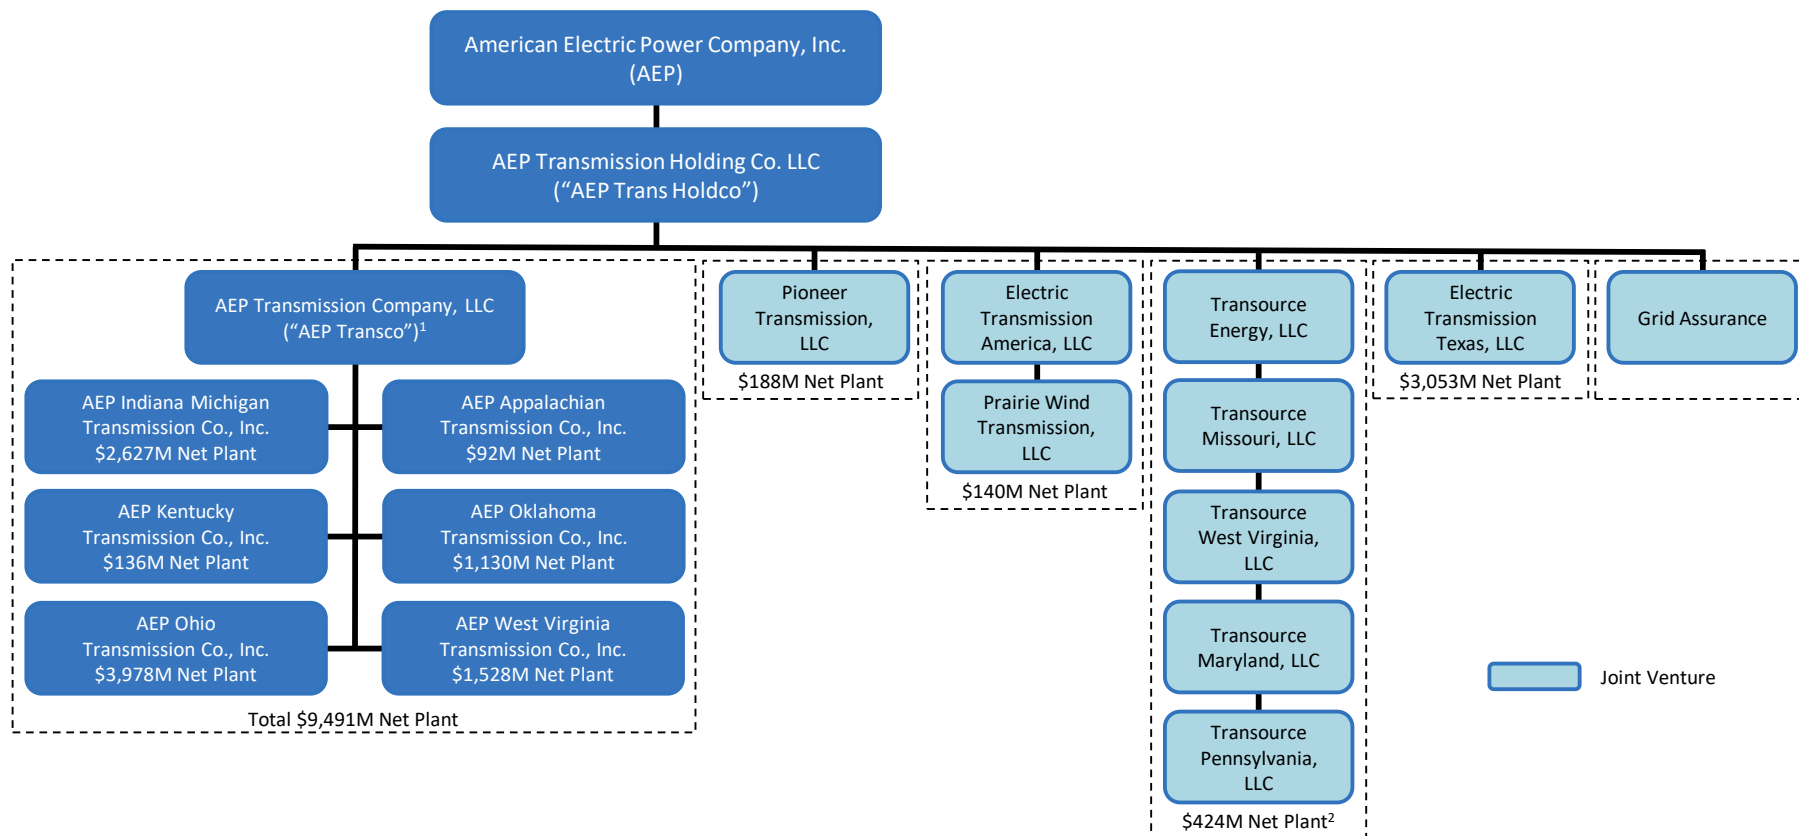 American Electric Power Company, Inc.
(AEP)
AEP Transmission Holding Co. LLC
(“AEP Trans Holdco”)
AEP Transmission Company, LLC
(“AEP Transco”)1
AEP Indiana Michigan
Transmission Co., Inc.
$2,627M Net Plant
AEP Appalachian
Transmission Co., Inc.
$92M Net Plant
AEP Kentucky
Transmission Co., Inc.
$136M Net Plant
AEP Oklahoma
Transmission Co., Inc.
$1,130M Net Plant
AEP Ohio
Transmission Co., Inc.
$3,978M Net Plant
AEP West Virginia
Transmission Co., Inc.
$1,528M Net Plant
Total $9,491M Net Plant
Pioneer
Transmission,
LLC
$188M Net Plant
Electric
Transmission
America, LLC
Prairie Wind
Transmission,
LLC
$140M Net Plant
Transource
Energy, LLC
Transource
Missouri, LLC
Transource
West Virginia,
LLC
Transource
Maryland, LLC
Transource
Pennsylvania,
LLC
$424M Net Plant2
Electric
Transmission
Texas, LLC
$3,053M Net Plant
Grid Assurance
Joint Venture